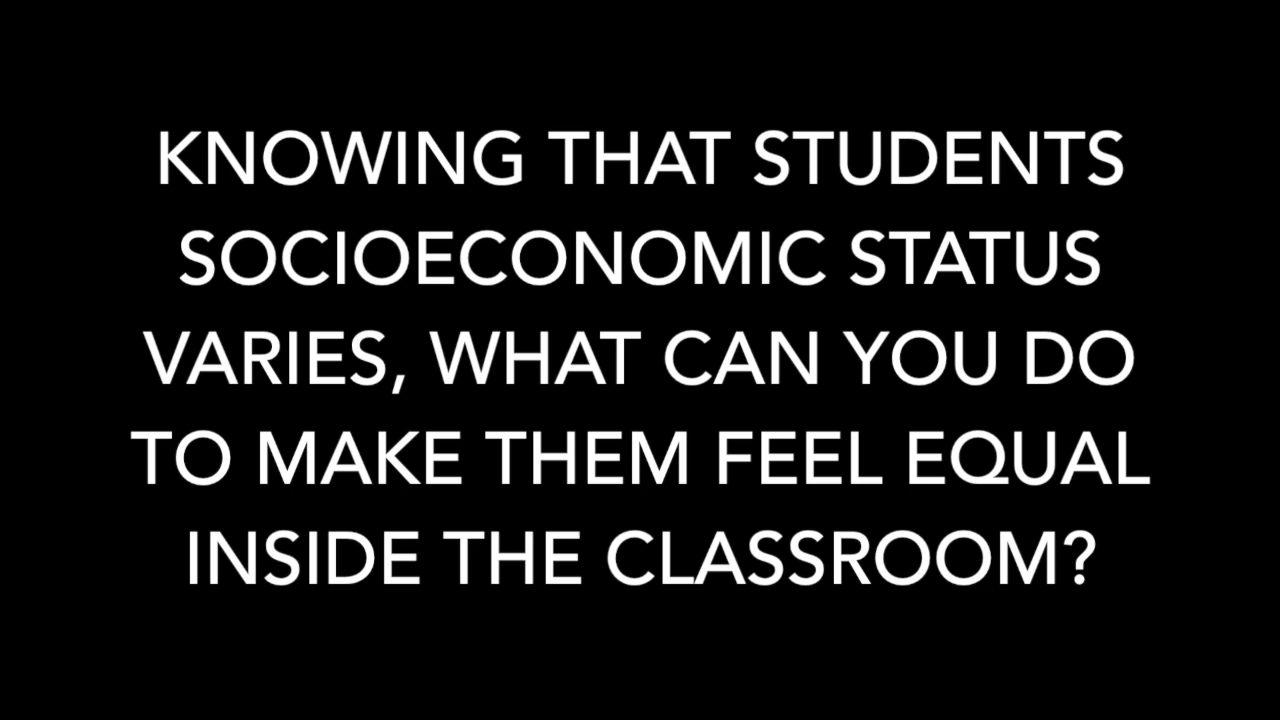 KNOWING THAT STUDENTS
SOCIOECONOMIC STATUS
VARIES, WHAT CAN YOU DO
TO MAKE THEM FEEL EQUAL
INSIDE THE CLASSROOM?